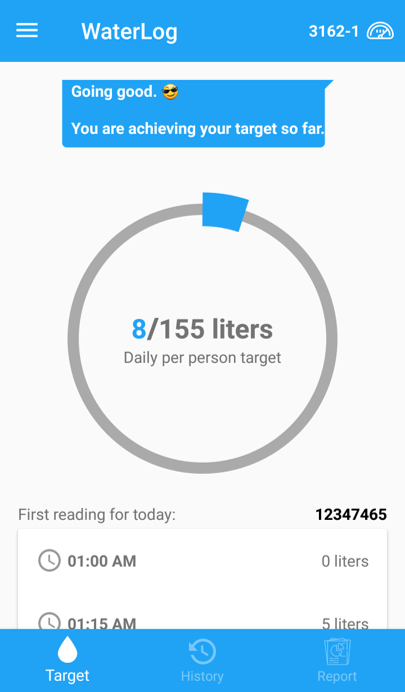 WaterLog 3162-1
Going good. 😎
You are achieving your target so far.
8/155 liters
Daily per person target
First reading for today: 12347465
01:00 AM 0 liters
01:15 AM 5 liters
Target History Report